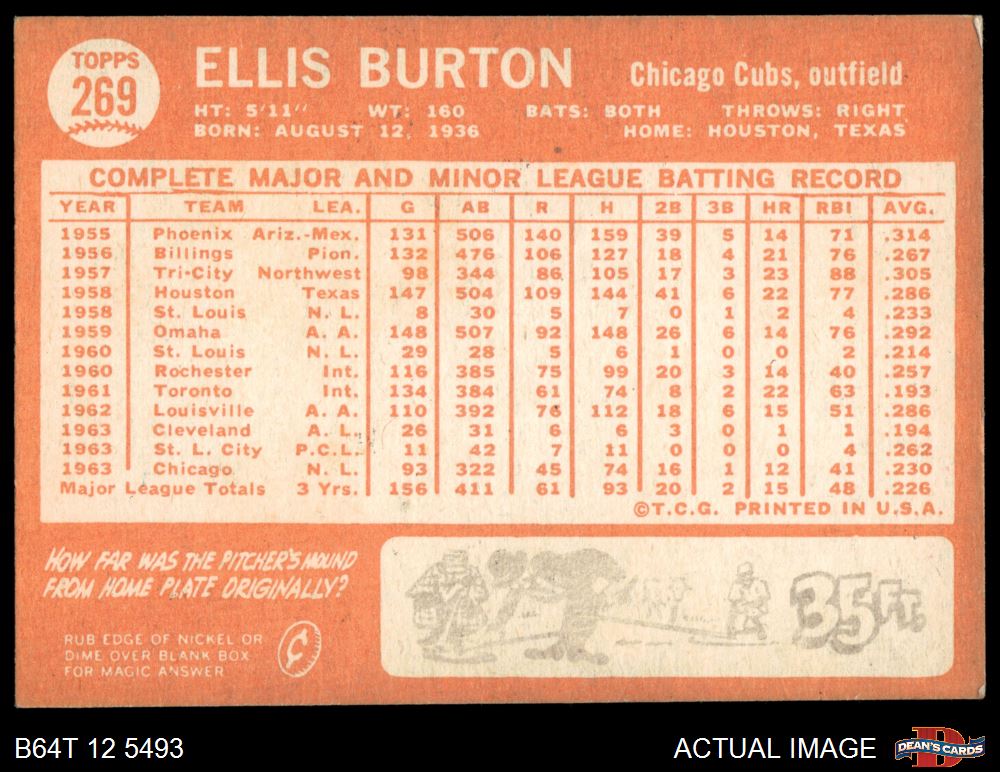 TOPPS
269
ELLIS BURTON
Chicago Cubs, outfield
HT: 5'11" WT: 160 BATS: BOTH THROWS: RIGHT
BORN: AUGUST 12, 1936 HOME: HOUSTON, TEXAS
COMPLETE MAJOR AND MINOR LEAGUE BATTING RECORD
YEAR TEAM LEA. G AB R H 2B 3B HR RBI AVG.
1955 Phoenix Ariz.-Mex. 131 506 140 159 39 5 14 71 .314
1956 Billings Pion. 132 476 106 127 18 4 21 76 .267
1957 Tri-City Northwest 98 344 86 105 17 3 23 88 .305
1958 Houston Texas 147 504 109 144 41 6 22 77 .286
1958 St. Louis N. L. 8 30 5 7 0 1 2 4 .233
1959 Omaha A. A. 148 507 92 148 26 6 14 76 .292
1960 St. Louis N. L. 29 28 5 6 1 0 0 2 .214
1960 Rochester Int. 116 385 75 99 20 3 14 40 .257
1961 Toronto Int. 134 384 61 74 8 2 22 63 .193
1962 Louisville A. A. 110 392 76 112 18 6 15 51 .286
1963 Cleveland A. L. 26 31 6 6 3 0 1 1 .194
1963 St. L. City P.C.L. 11 42 7 11 0 0 0 4 .262
1963 Chicago N. L. 93 322 45 74 16 1 12 41 .230
Major League Totals 3 Yrs. 156 411 61 93 20 2 15 48 .226
©T.C.G. PRINTED IN U.S.A.
HOW FAR WAS THE PITCHER'S MOUND
FROM HOME PLATE ORIGINALLY?
RUB EDGE OF NICKEL OR
DIME OVER BLANK BOX
FOR MAGIC ANSWER
¢
35 FT.
B64T 12 5493
ACTUAL IMAGE
D
DEAN'S CARDS